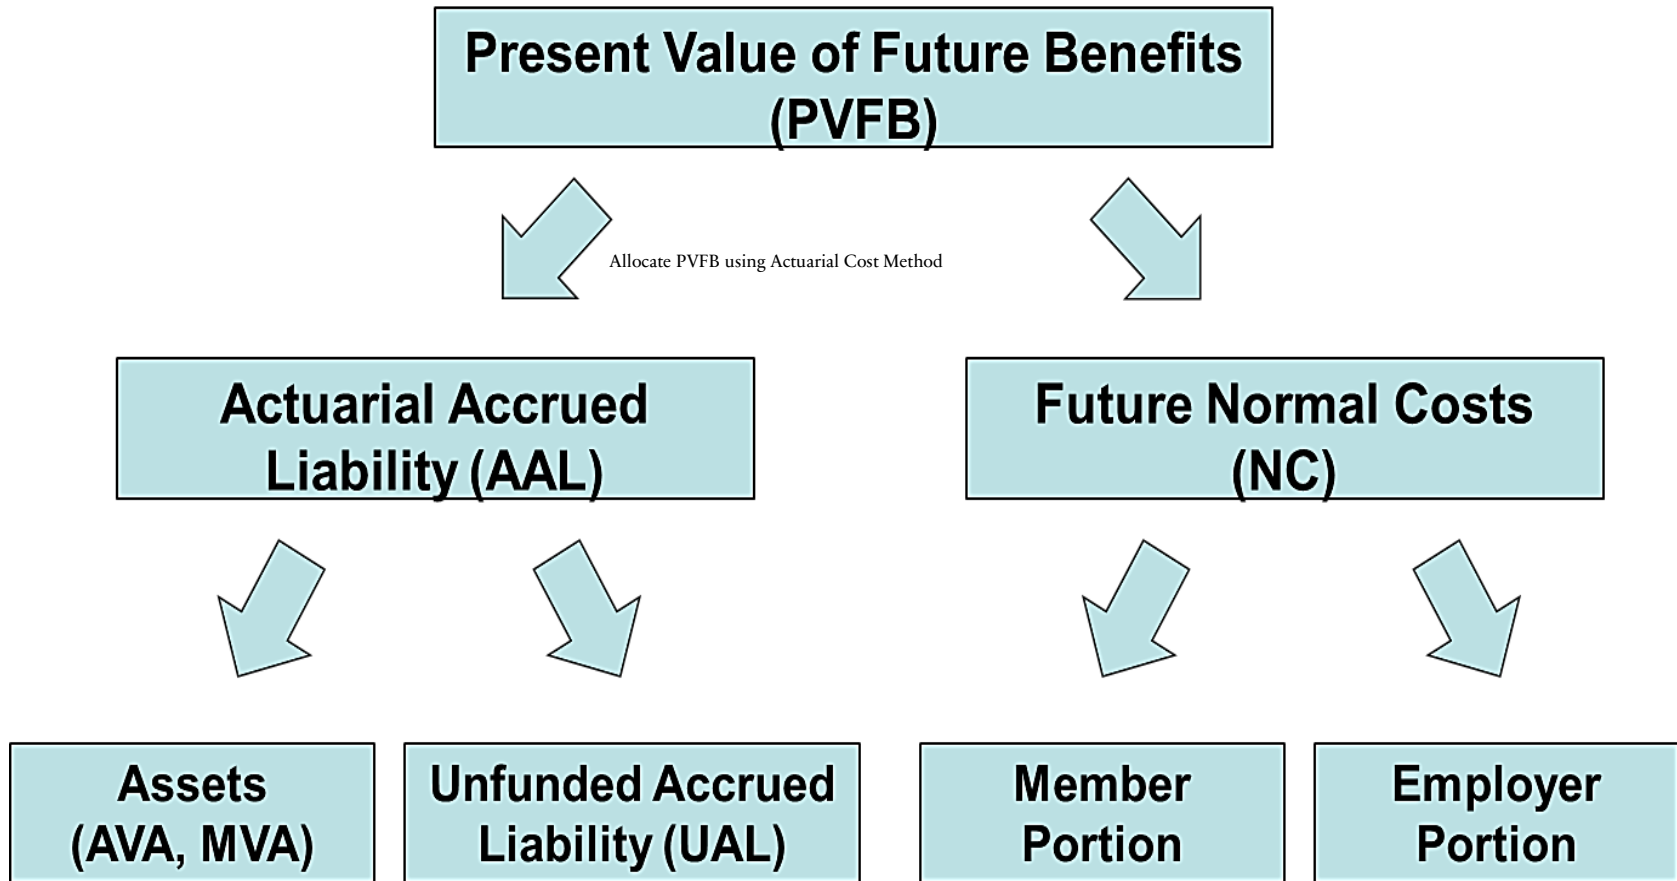 Present Value of Future Benefits
(PVFB)
Allocate PVFB using Actuarial Cost Method
Actuarial Accrued
Liability (AAL)
Future Normal Costs
(NC)
Assets
(AVA, MVA)
Unfunded Accrued
Liability (UAL)
Member
Portion
Employer
Portion